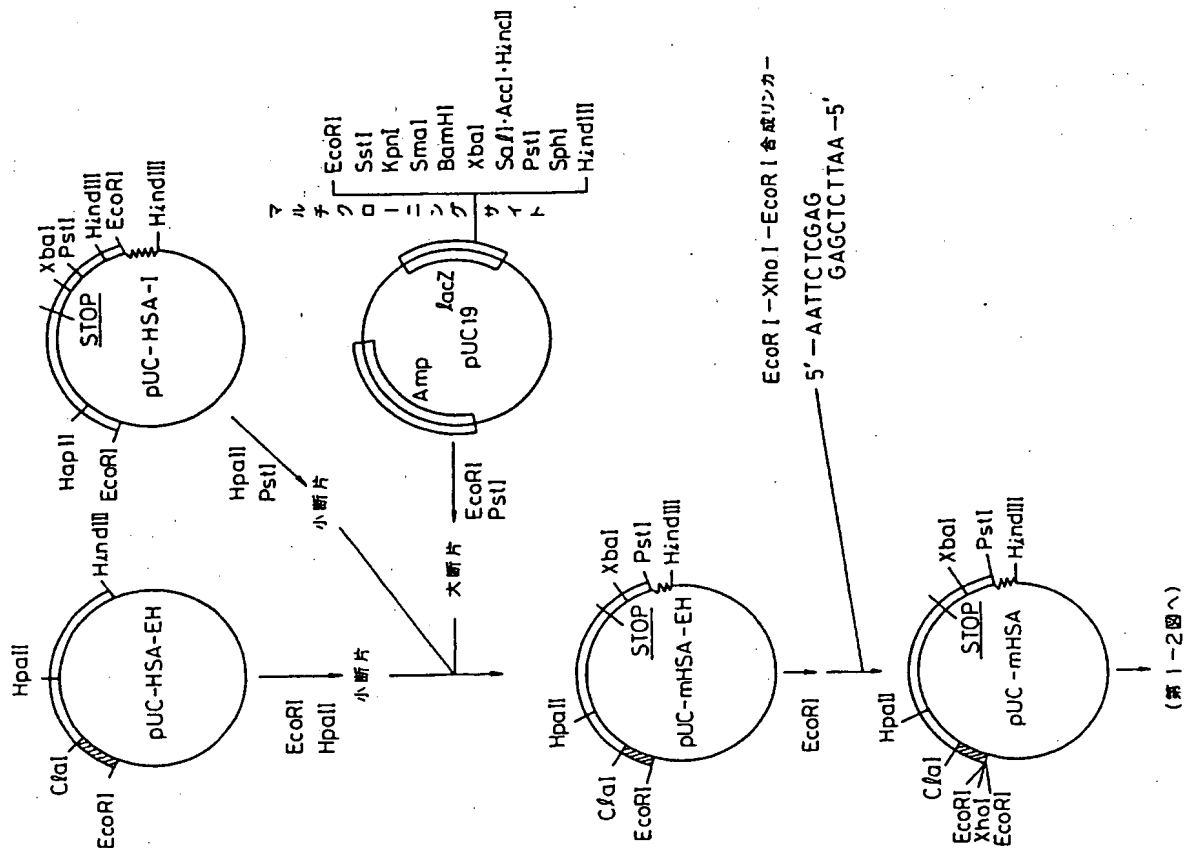 HpaII
HindIII
ClaI
EcoRI
pUC-HSA-EH
HapII
XbaI
PstI
HindIII
EcoRI
HindIII
STOP
EcoRI
pUC-HSA-I
EcoRI
HpaII
小断片
HpaII
PstI
小断片
Amp
lacZ
pUC19
マルチクローニングサイト
EcoRI
SstI
KpnI
SmaI
BamHI
XbaI
SalI·AccI·HincII
PstI
SphI
HindIII
EcoRI
PstI
大断片
HpaII
ClaI
EcoRI
XbaI
PstI
HindIII
STOP
pUC-mHSA-EH
EcoRI
EcoRI-XhoI-EcoRI合成リンカー
5'-AATTCTCGAG
GAGCTCTTAA-5'
HpaII
ClaI
EcoRI
XhoI
EcoRI
XbaI
PstI
HindIII
STOP
pUC-mHSA
(第1-2図へ)